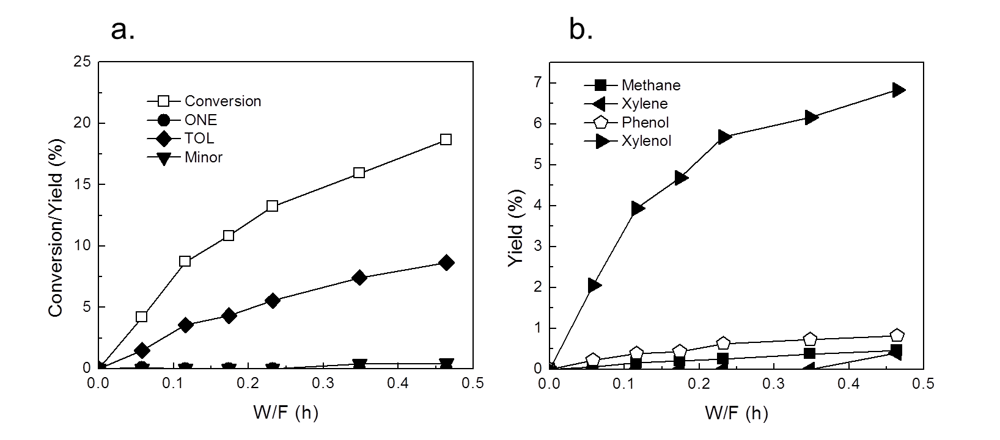 a.
25
20
15
10
5
0
Conversion/Yield (%)
Conversion
ONE
TOL
Minor
0.0 0.1 0.2 0.3 0.4 0.5
W/F (h)
b.
7
6
5
4
3
2
1
0
Yield (%)
Methane
Xylene
Phenol
Xylenol
0.0 0.1 0.2 0.3 0.4 0.5
W/F (h)